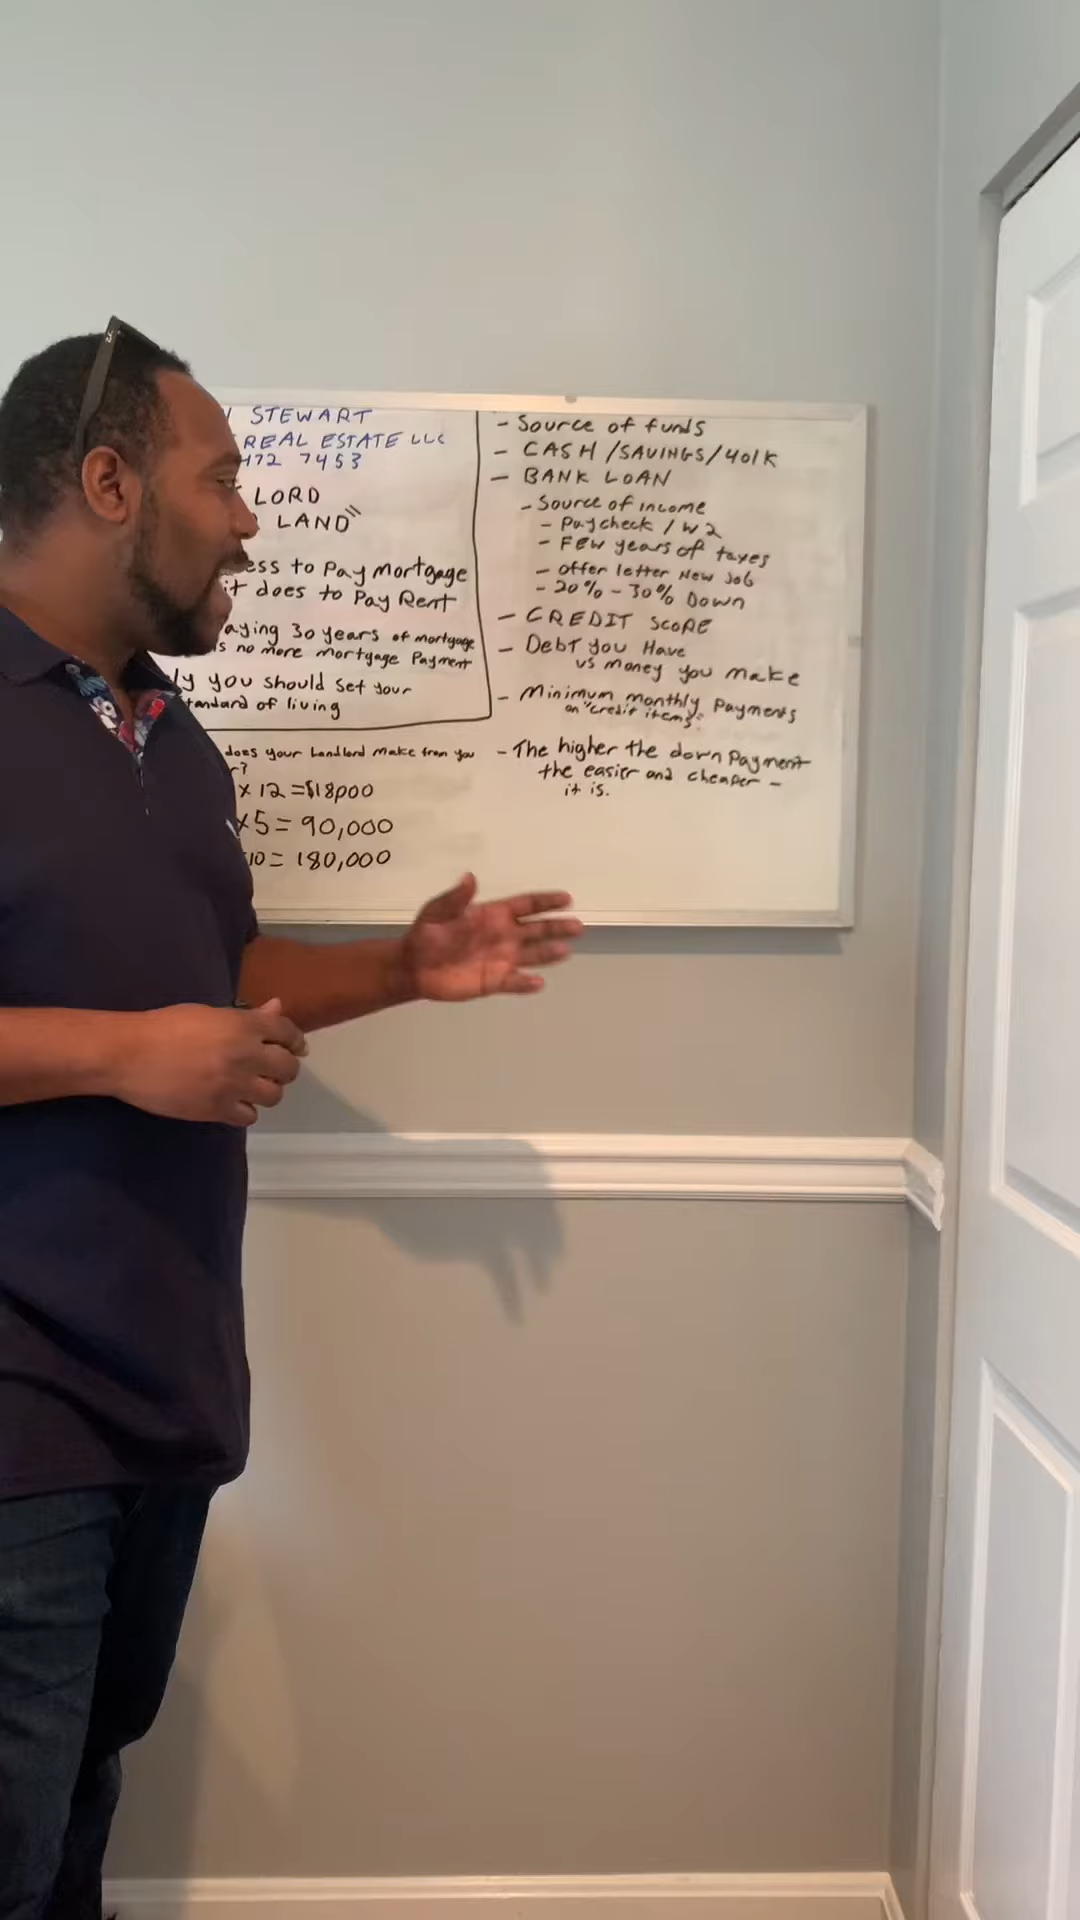 STEWART
REAL ESTATE LLC
472 7453
LORD
LAND"
ess to Pay mortgage
it does to Pay Rent
aying 30 years of mortgage
is no more mortgage Payment
ly you should set your
tandard of living
does your Landlord make from you
r?
x 12 = $18,000
x 5 = 90,000
10 = 180,000
- Source of funds
- CASH / SAVINGS / 401K
- BANK LOAN
- Source of income
- Paycheck / W2
- FEW years of taxes
- offer letter New Job
- 20% - 30% Down
- CREDIT SCORE
- Debt you Have
vs money you make
- Minimum monthly Payments
on "credit items"
- The higher the down Payment
the easier and cheaper -
it is.